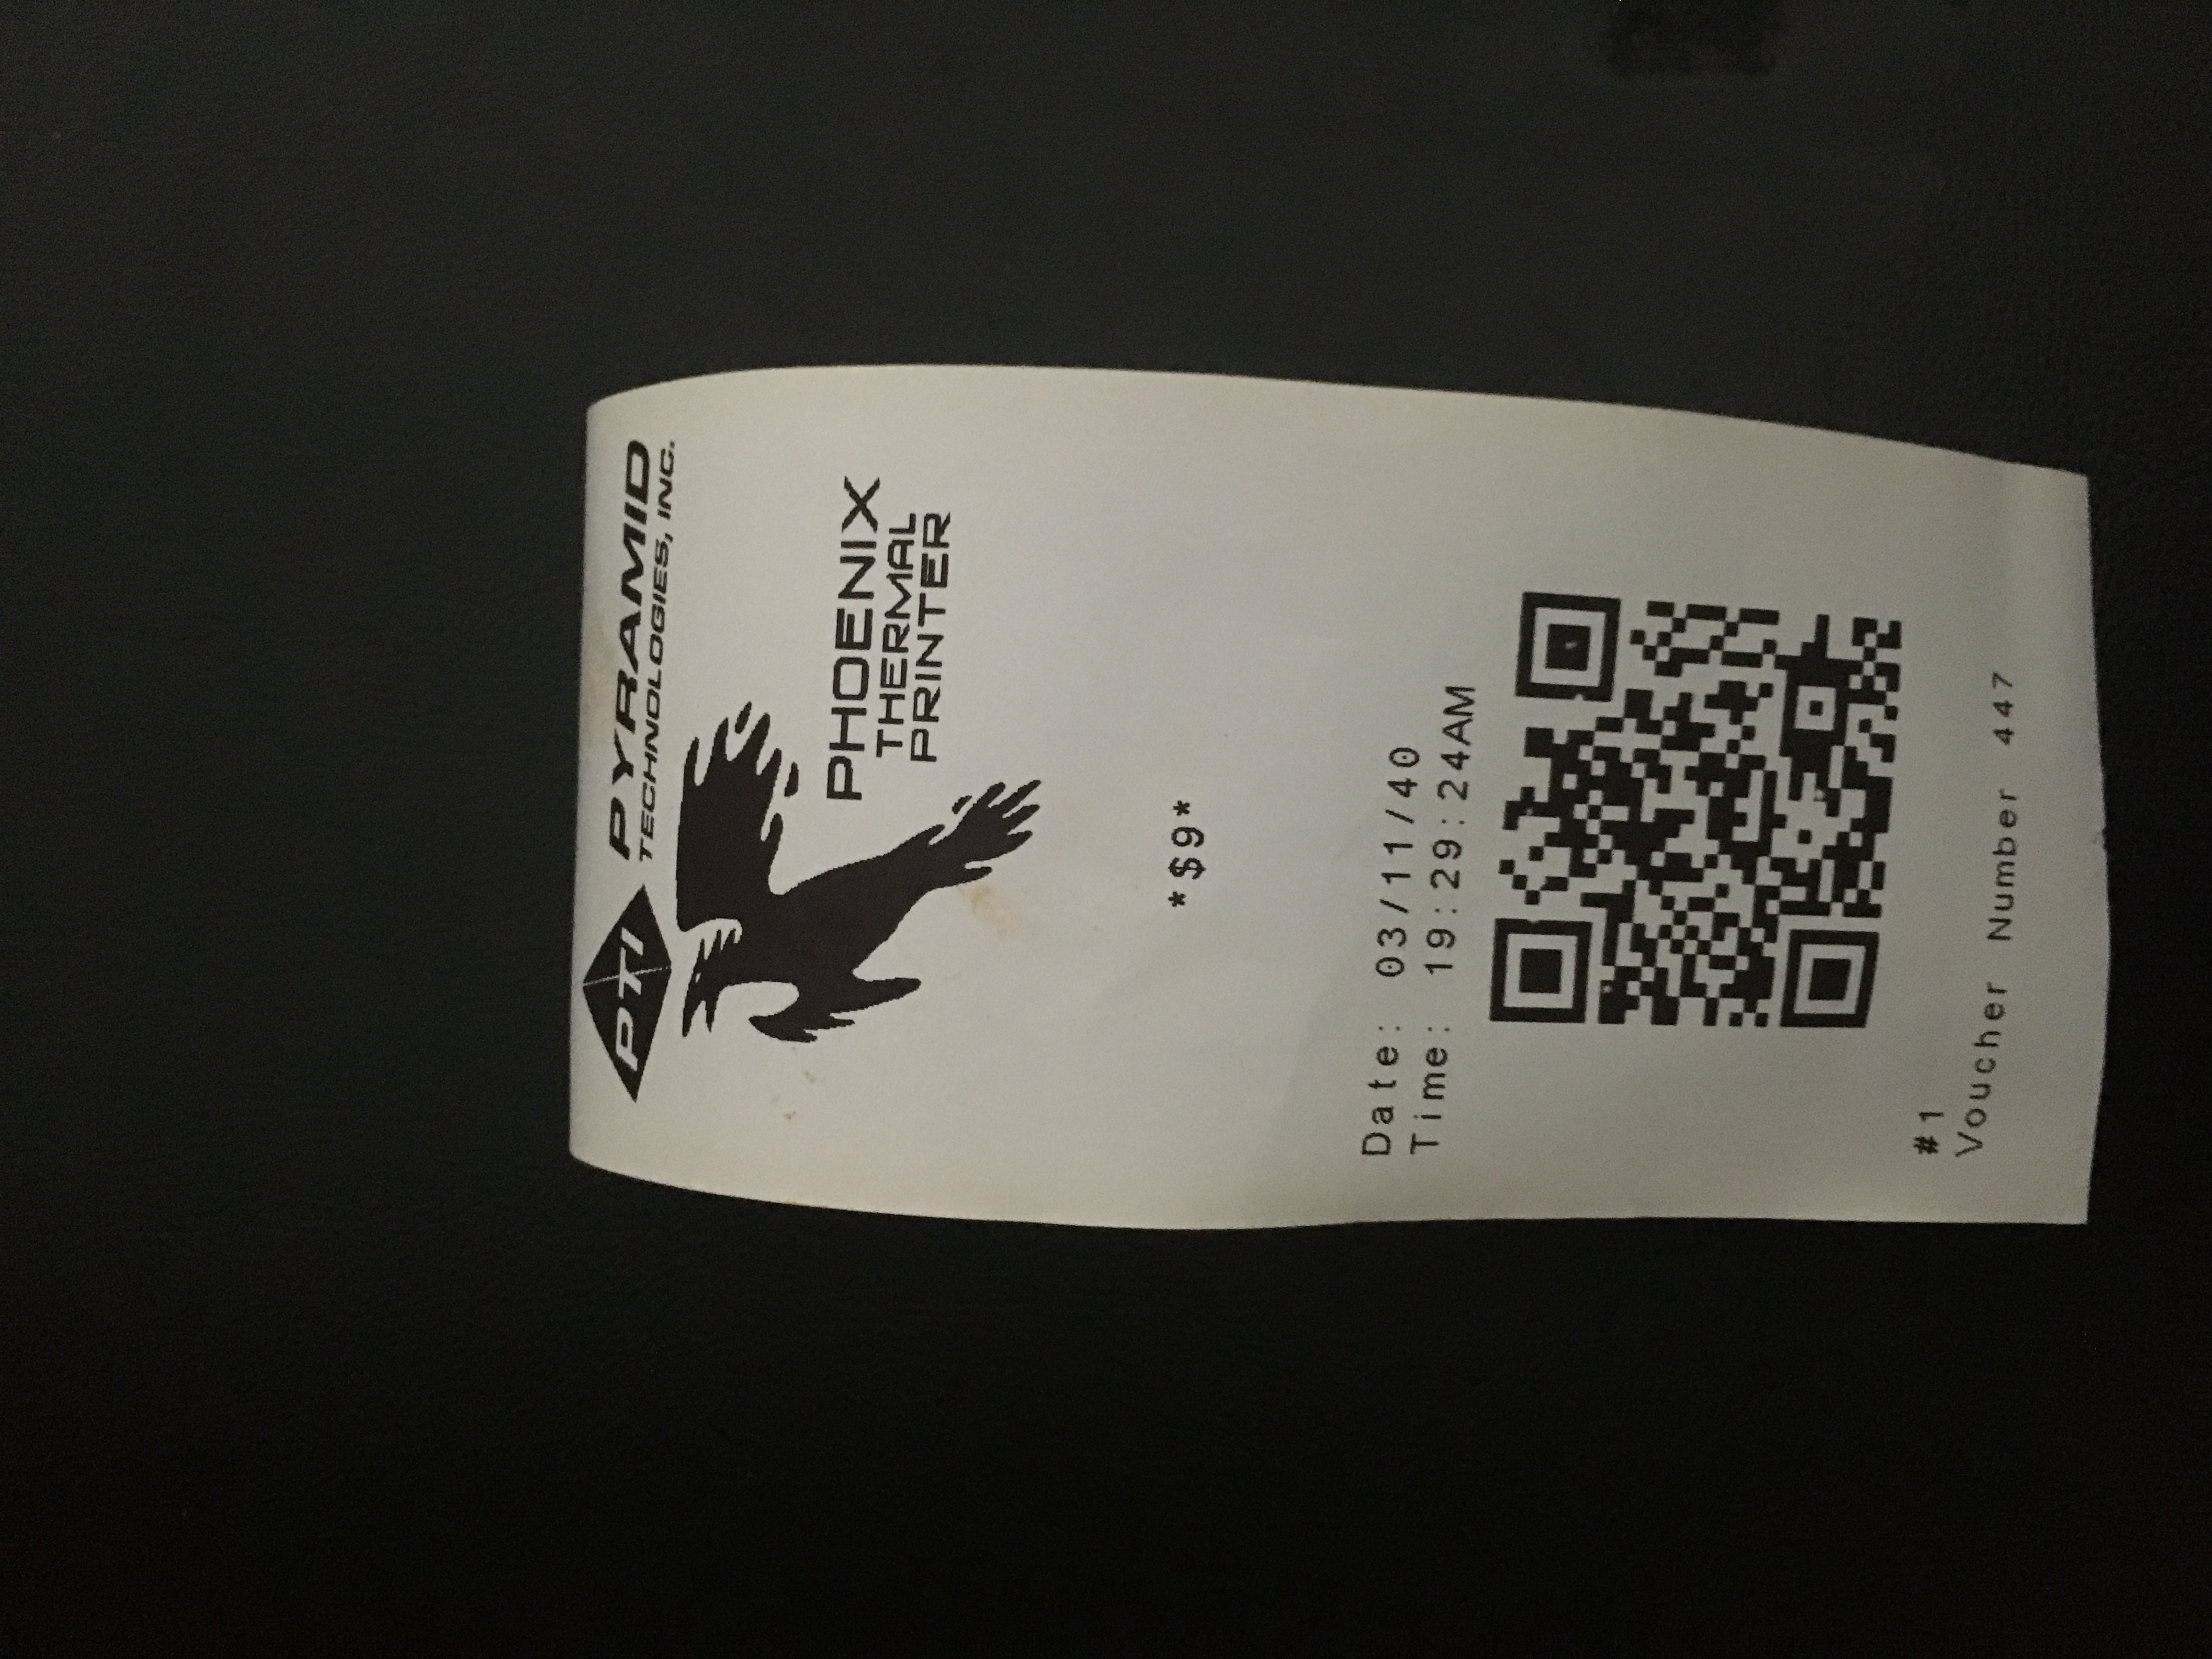 PTI PYRAMID
TECHNOLOGIES, INC.
PHOENIX
THERMAL
PRINTER
*$9*
Date: 03/11/40
Time: 19:29:24AM
#1
Voucher Number 447